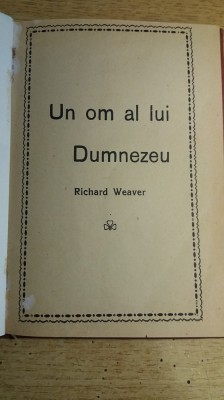 Un om al lui
Dumnezeu
Richard Weaver